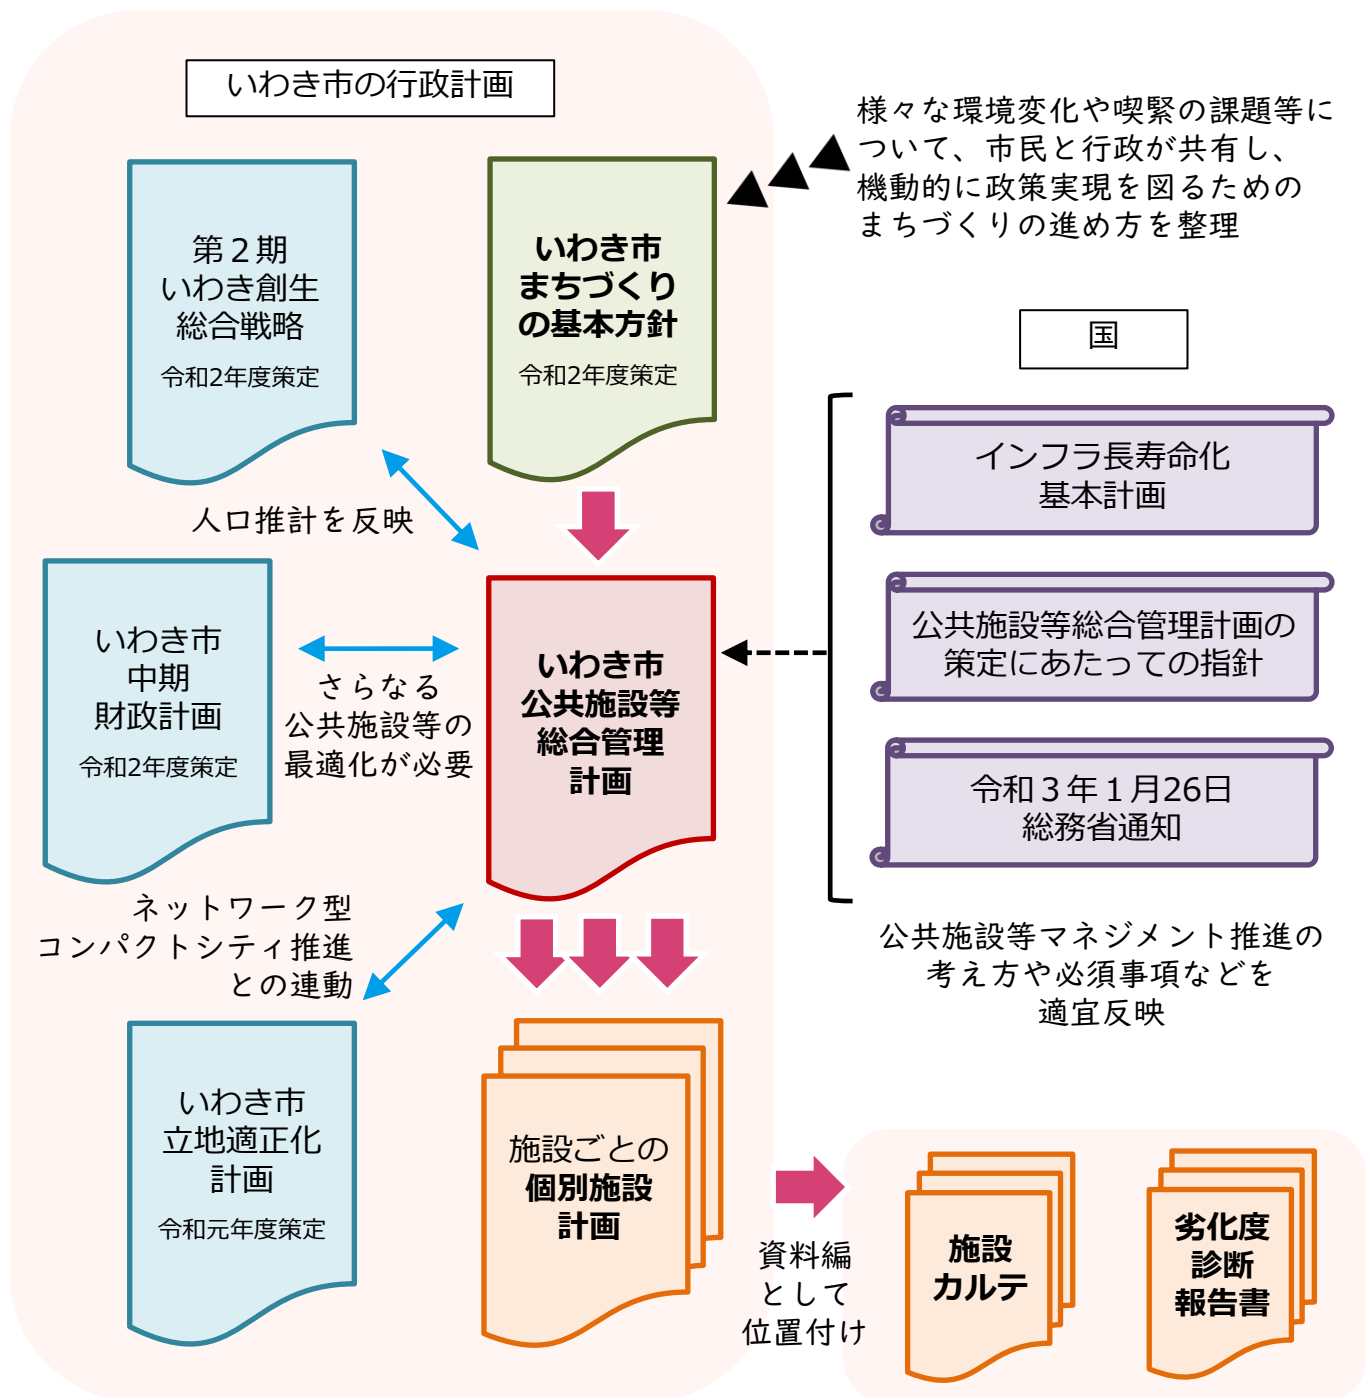 いわき市の行政計画
様々な環境変化や喫緊の課題等に
ついて、市民と行政が共有し、
機動的に政策実現を図るための
まちづくりの進め方を整理
第２期
いわき創生
総合戦略
令和2年度策定
いわき市
まちづくり
の基本方針
令和2年度策定
国
インフラ長寿命化
基本計画
人口推計を反映
公共施設等総合管理計画の
策定にあたっての指針
いわき市
中期
財政計画
令和2年度策定
さらなる
公共施設等の
最適化が必要
いわき市
公共施設等
総合管理
計画
令和３年１月26日
総務省通知
ネットワーク型
コンパクトシティ推進
との連動
公共施設等マネジメント推進の
考え方や必須事項などを
適宜反映
いわき市
立地適正化
計画
令和元年度策定
施設ごとの
個別施設
計画
資料編
として
位置付け
施設
カルテ
劣化度
診断
報告書